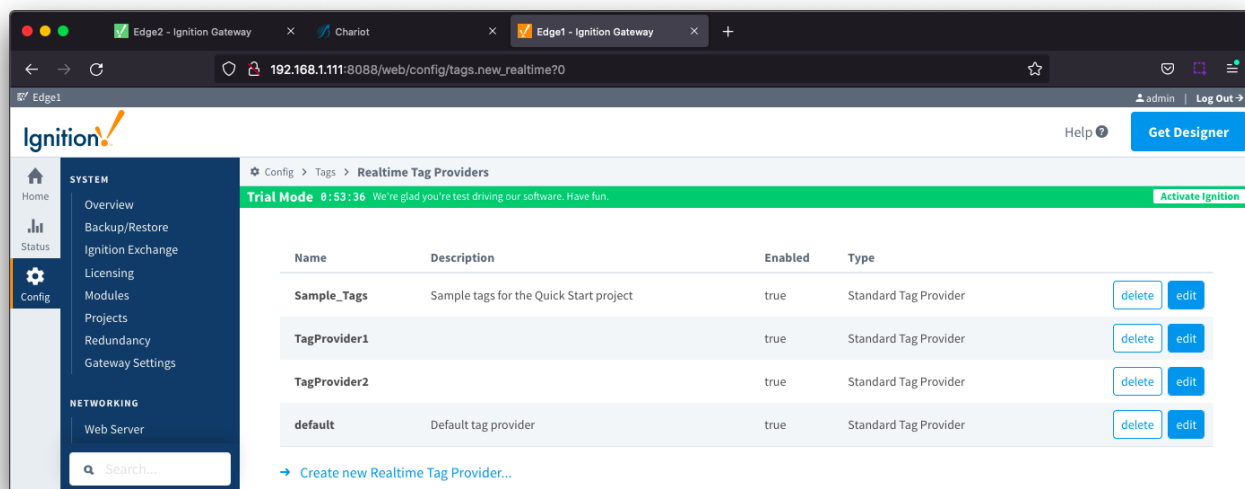 Edge2 - Ignition Gateway
Chariot
Edge1 - Ignition Gateway
192.168.1.111:8088/web/config/tags.new_realtime?0
Edge1
admin | Log Out
Ignition!
Help
Get Designer
Home
Status
Config
SYSTEM
Overview
Backup/Restore
Ignition Exchange
Licensing
Modules
Projects
Redundancy
Gateway Settings
NETWORKING
Web Server
Search...
Config > Tags > Realtime Tag Providers
Trial Mode 0:53:36 We're glad you're test driving our software. Have fun. Activate Ignition
Name Description Enabled Type
Sample_Tags Sample tags for the Quick Start project true Standard Tag Provider delete edit
TagProvider1 true Standard Tag Provider delete edit
TagProvider2 true Standard Tag Provider delete edit
default Default tag provider true Standard Tag Provider delete edit
Create new Realtime Tag Provider...